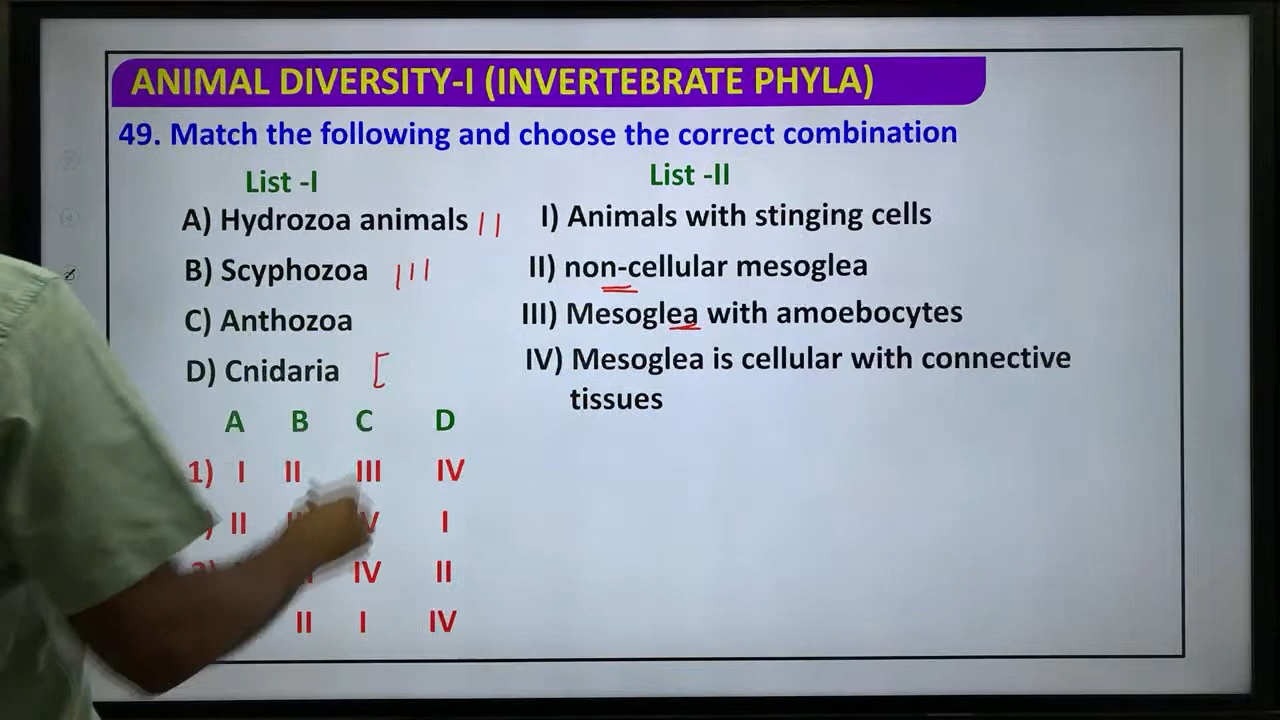 ANIMAL DIVERSITY-I (INVERTEBRATE PHYLA)
49. Match the following and choose the correct combination
List -I List -II
A) Hydrozoa animals II I) Animals with stinging cells
B) Scyphozoa III II) non-cellular mesoglea
C) Anthozoa III) Mesoglea with amoebocytes
D) Cnidaria IV) Mesoglea is cellular with connective
tissues
A B C D
1) I II III IV
II I
IV II
II I IV